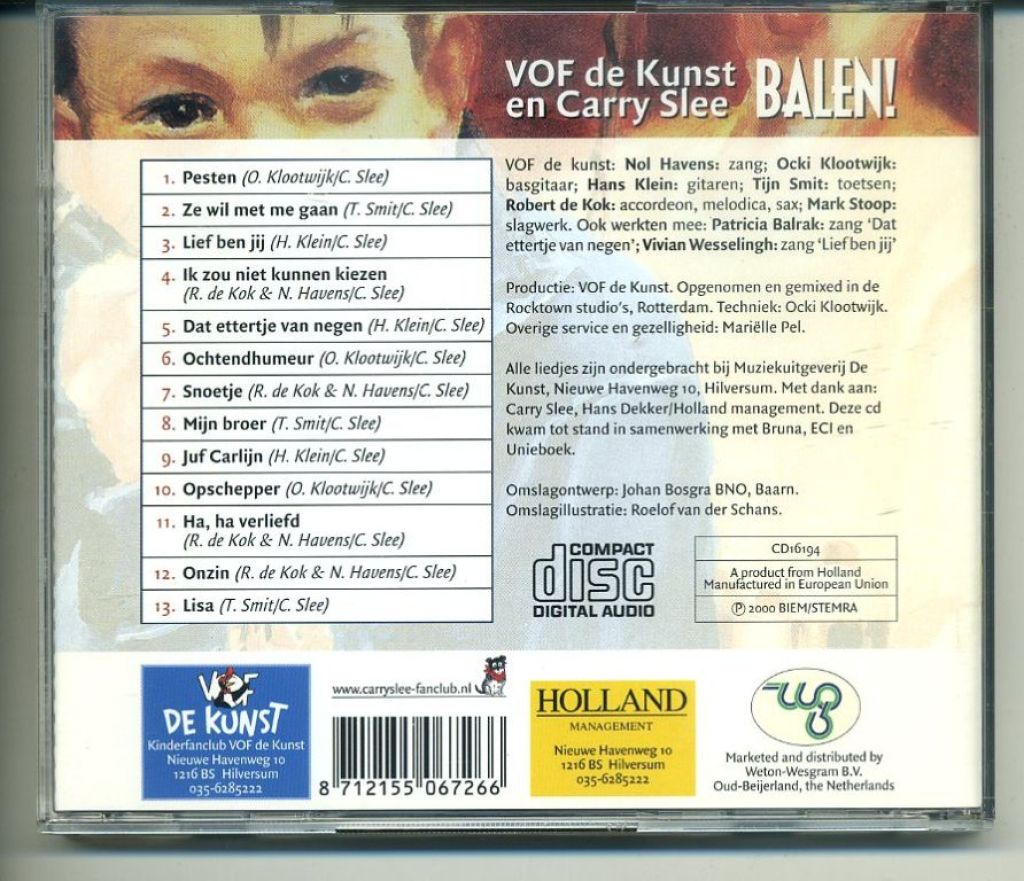 VOF de Kunst
en Carry Slee
BALEN!
1. Pesten (O. Klootwijk/C. Slee)
2. Ze wil met me gaan (T. Smit/C. Slee)
3. Lief ben jij (H. Klein/C. Slee)
4. Ik zou niet kunnen kiezen
(R. de Kok & N. Havens/C. Slee)
5. Dat ettertje van negen (H. Klein/C. Slee)
6. Ochtendhumeur (O. Klootwijk/C. Slee)
7. Snoetje (R. de Kok & N. Havens/C. Slee)
8. Mijn broer (T. Smit/C. Slee)
9. Juf Carlijn (H. Klein/C. Slee)
10. Opschepper (O. Klootwijk/C. Slee)
11. Ha, ha verliefd
(R. de Kok & N. Havens/C. Slee)
12. Onzin (R. de Kok & N. Havens/C. Slee)
13. Lisa (T. Smit/C. Slee)
VOF de kunst: Nol Havens: zang; Ocki Klootwijk:
basgitaar; Hans Klein: gitaren; Tijn Smit: toetsen;
Robert de Kok: accordeon, melodica, sax; Mark Stoop:
slagwerk. Ook werkten mee: Patricia Balrak: zang ‘Dat
ettertje van negen’; Vivian Wesselingh: zang ‘Lief ben jij’
Productie: VOF de Kunst. Opgenomen en gemixed in de
Rocktown studio's, Rotterdam. Techniek: Ocki Klootwijk.
Overige service en gezelligheid: Mariëlle Pel.
Alle liedjes zijn ondergebracht bij Muziekuitgeverij De
Kunst, Nieuwe Havenweg 10, Hilversum. Met dank aan:
Carry Slee, Hans Dekker/Holland management. Deze cd
kwam tot stand in samenwerking met Bruna, ECI en
Unieboek.
Omslagontwerp: Johan Bosgra BNO, Baarn.
Omslagillustratie: Roelof van der Schans.
COMPACT
disc
DIGITAL AUDIO
CD16194
A product from Holland
Manufactured in European Union
℗ 2000 BIEM/STEMRA
VOF
DE KUNST
Kinderfanclub VOF de Kunst
Nieuwe Havenweg 10
1216 BS Hilversum
035-6285222
www.carryslee-fanclub.nl
8 712155 067266
HOLLAND
MANAGEMENT
Nieuwe Havenweg 10
1216 BS Hilversum
035-6285222
Marketed and distributed by
Weton-Wesgram B.V.
Oud-Beijerland, the Netherlands